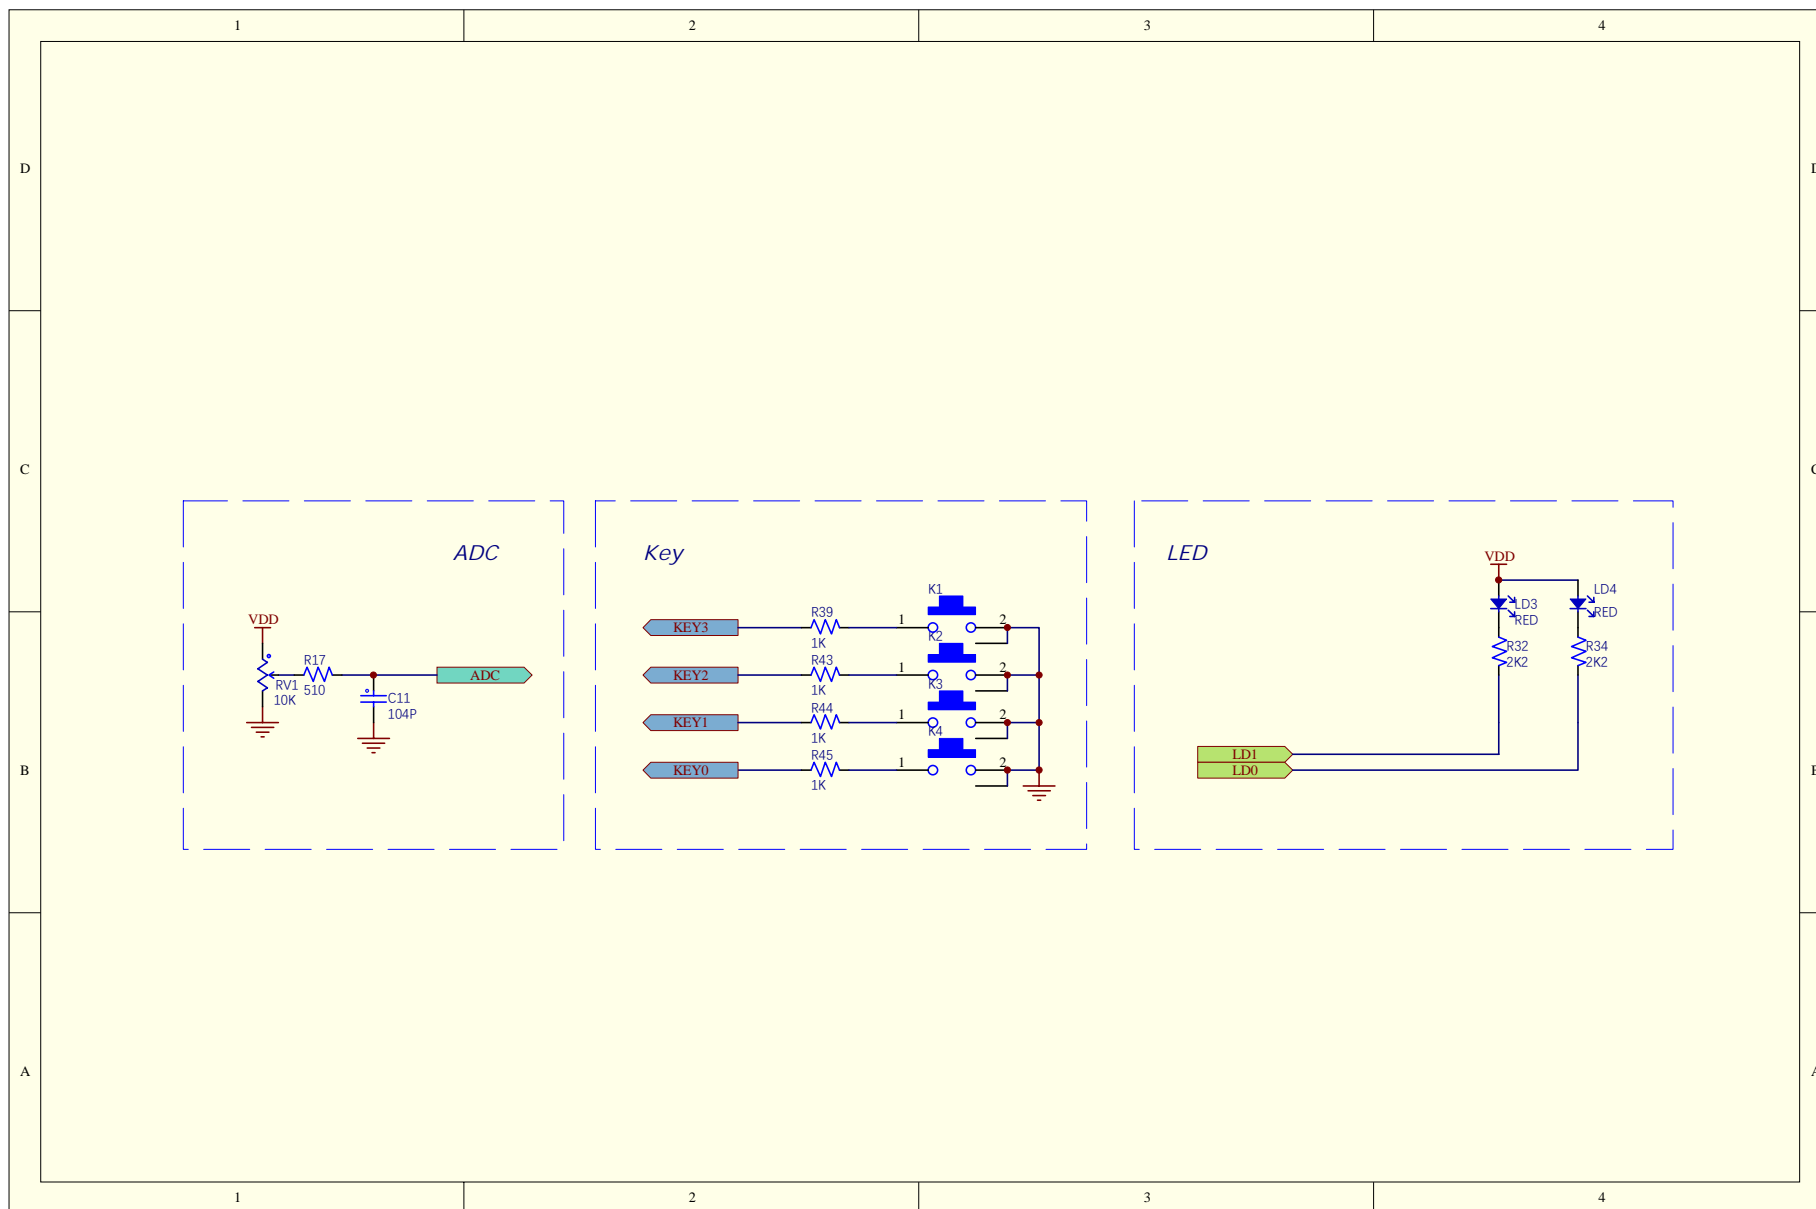 1 2 3 4
D D
C C
ADC
VDD
RV1
10K
R17
510
C11
104P
ADC
Key
KEY3
R39
1K
K1
1 2
KEY2
R43
1K
K2
1 2
KEY1
R44
1K
K3
1 2
KEY0
R45
1K
K4
1 2
LED
VDD
LD3
RED
LD4
RED
R32
2K2
R34
2K2
LD1
LD0
B B
A A
1 2 3 4